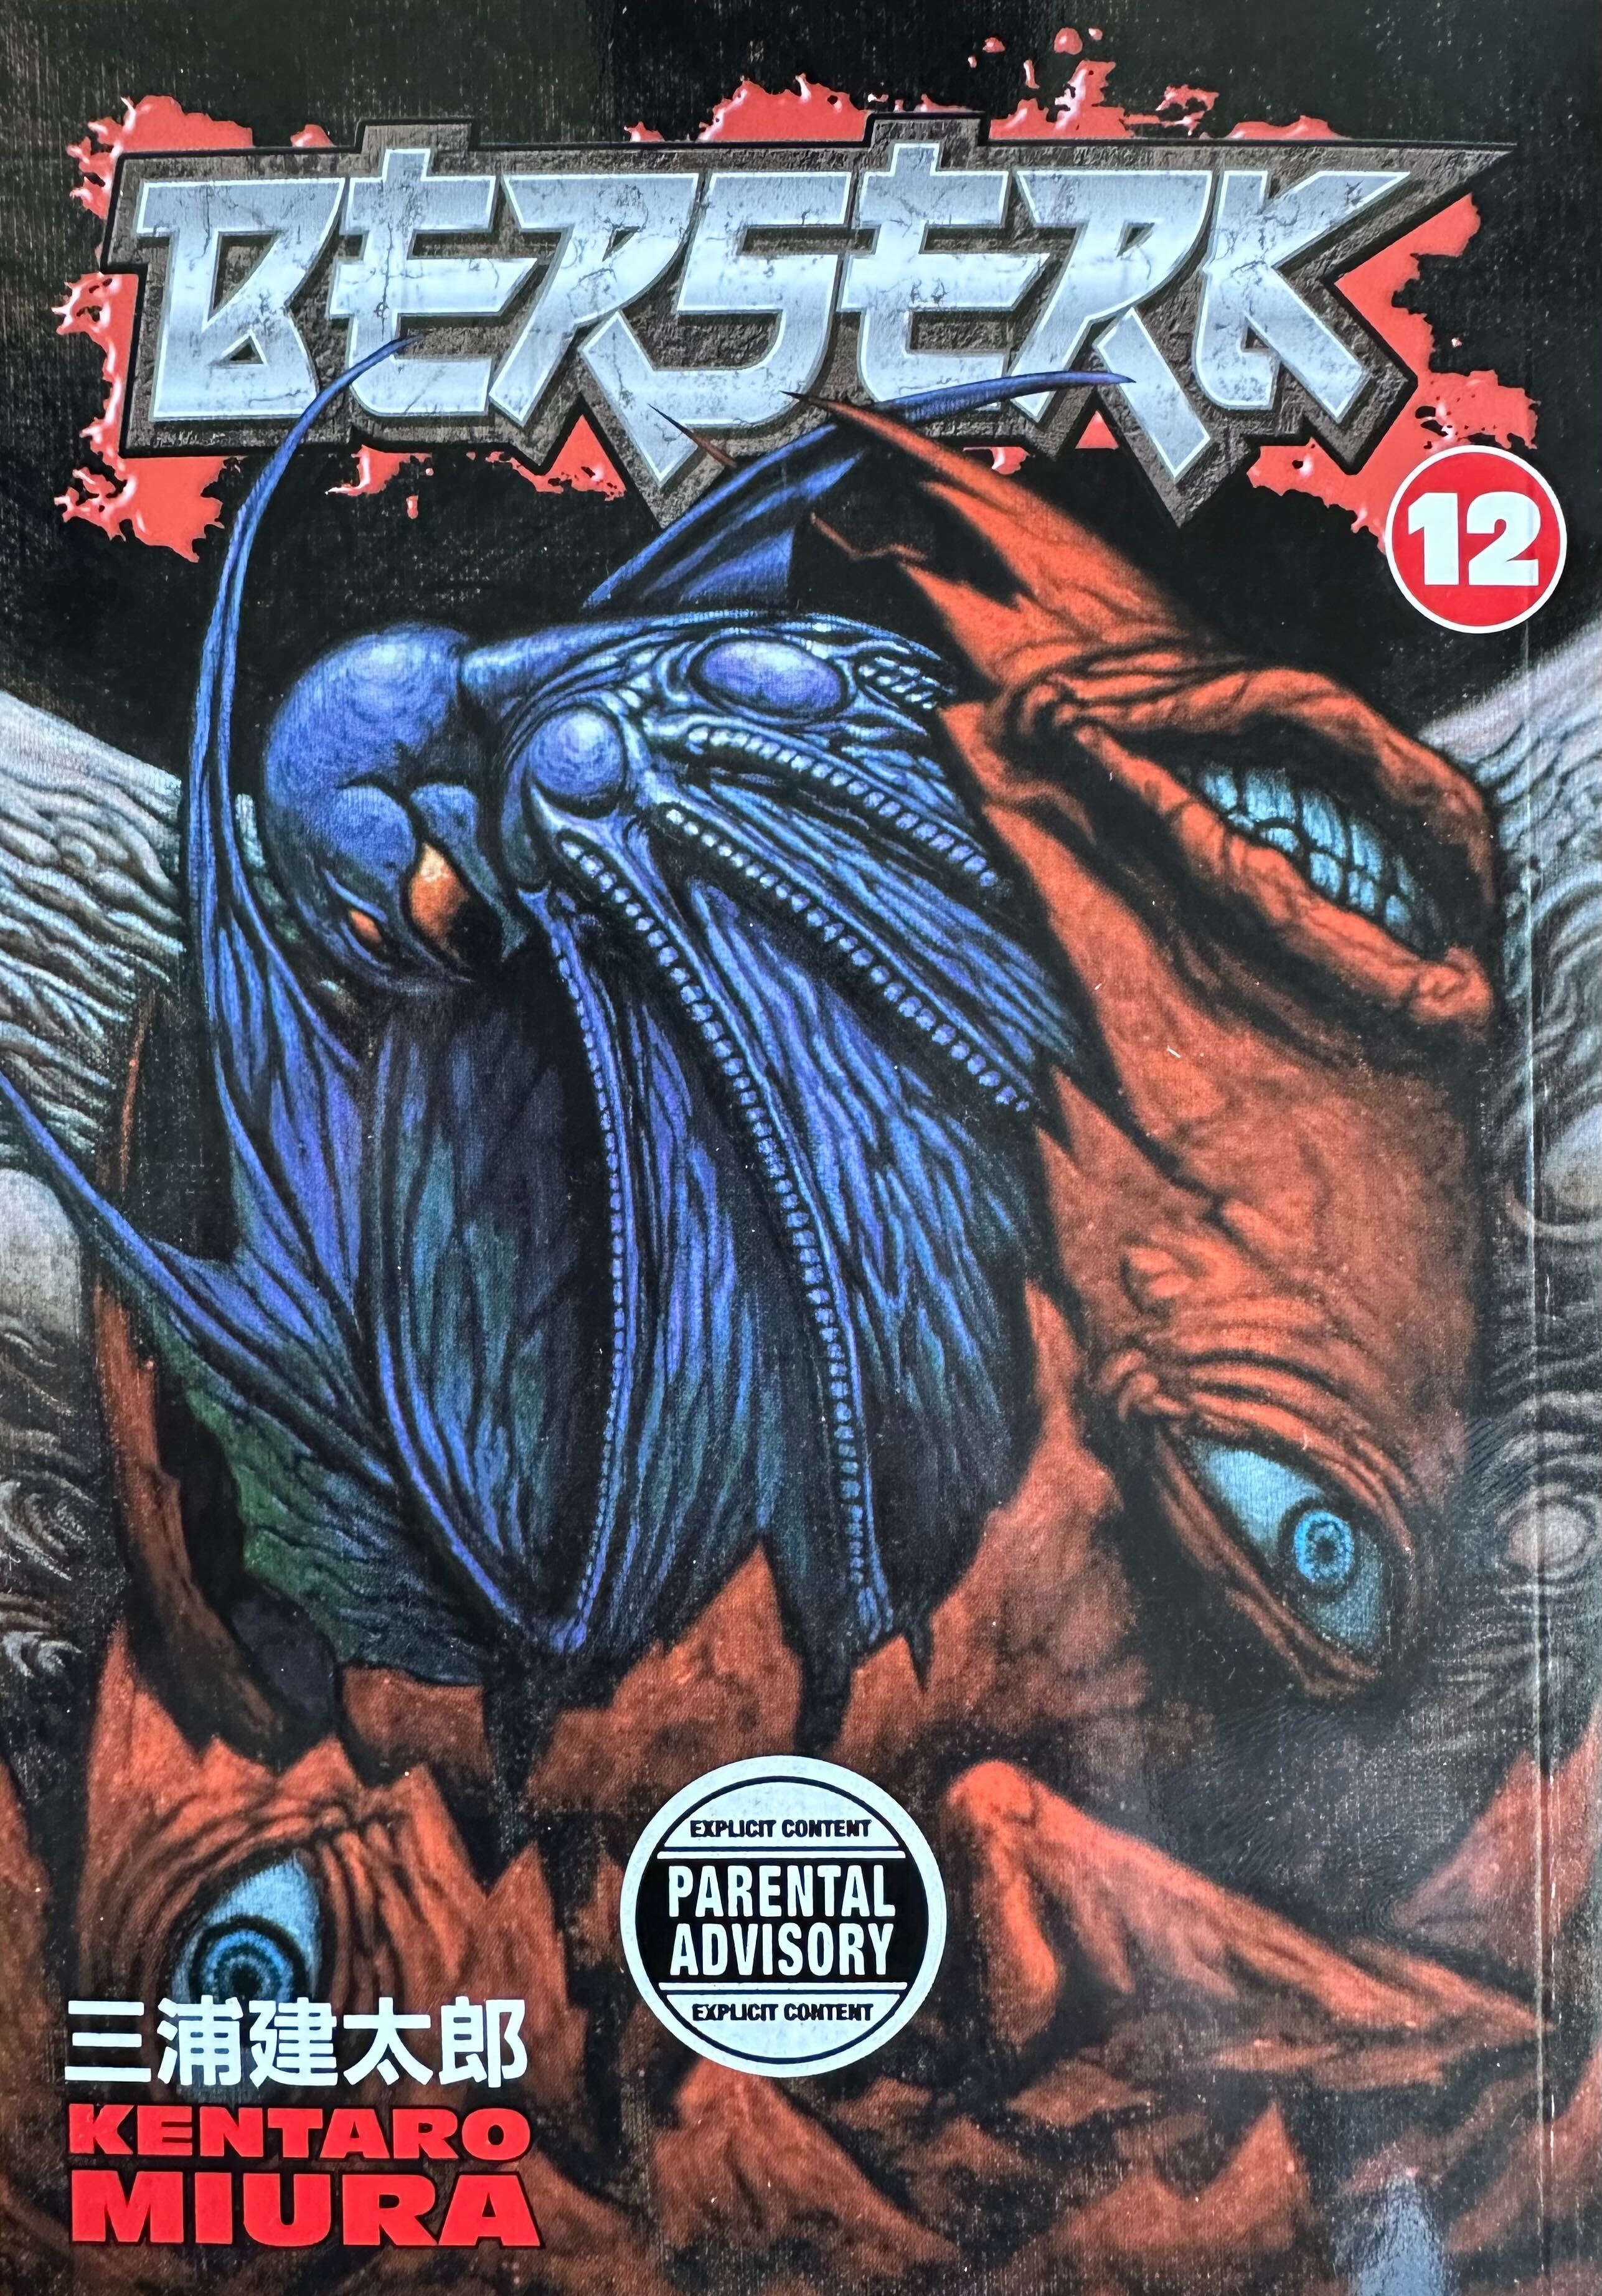 BERSERK
12
EXPLICIT CONTENT
PARENTAL
ADVISORY
EXPLICIT CONTENT
三浦建太郎
KENTARO
MIURA